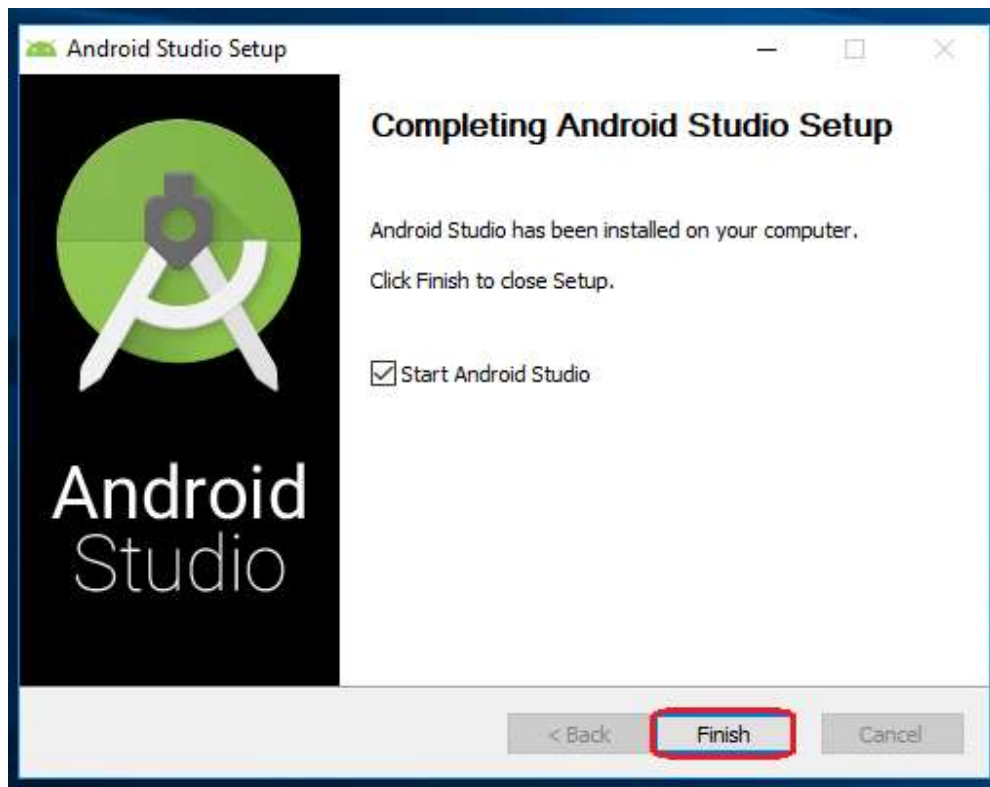 Android Studio Setup
Completing Android Studio Setup
Android Studio has been installed on your computer.
Click Finish to close Setup.
Start Android Studio
Android
Studio
< Back
Finish
Cancel